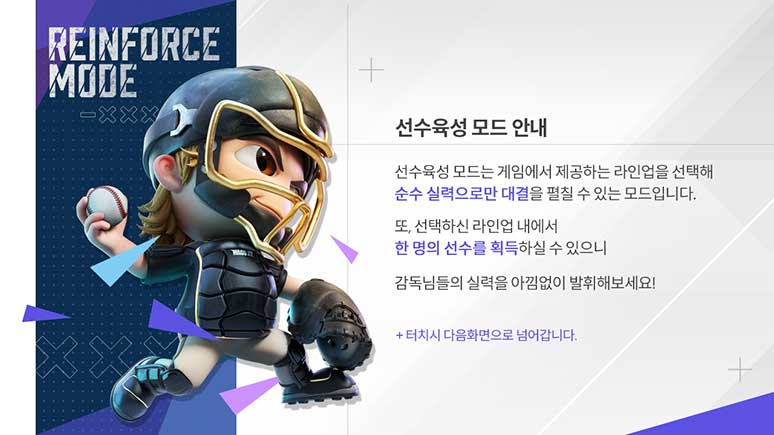 REINFORCE
MODE
선수육성 모드 안내
선수육성 모드는 게임에서 제공하는 라인업을 선택해
순수 실력으로만 대결을 펼칠 수 있는 모드입니다.
또, 선택하신 라인업 내에서
한 명의 선수를 획득하실 수 있으니
감독님들의 실력을 아낌없이 발휘해보세요!
+ 터치시 다음화면으로 넘어갑니다.